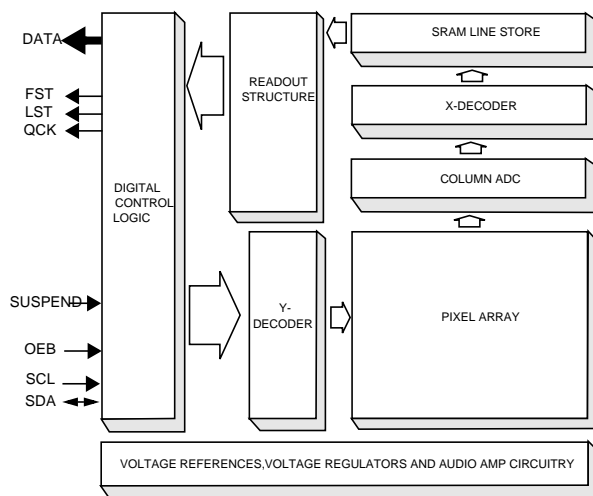 DATA
FST
LST
QCK
SUSPEND
OEB
SCL
SDA
DIGITAL
CONTROL
LOGIC
READOUT
STRUCTURE
Y-
DECODER
SRAM LINE STORE
X-DECODER
COLUMN ADC
PIXEL ARRAY
VOLTAGE REFERENCES,VOLTAGE REGULATORS AND AUDIO AMP CIRCUITRY